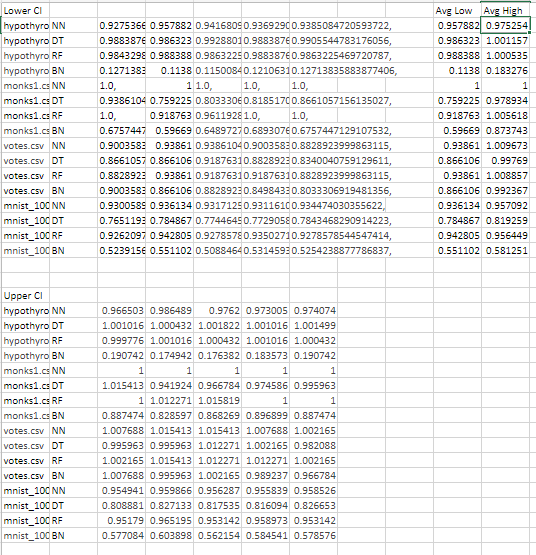 Lower CI Avg Low Avg High
hypothyro NN 0.9275366 0.957882 0.9416809 0.9369290 0.9385084720593722, 0.957882 0.975254
hypothyro DT 0.9883876 0.986323 0.9928801 0.9883876 0.9905544783176056, 0.986323 1.001157
hypothyro RF 0.9843298 0.988388 0.9863225 0.9883876 0.9863225469720787, 0.988388 1.000535
hypothyro BN 0.1271383 0.1138 0.1150084 0.1210631 0.12713835883877406, 0.1138 0.183276
monks1.cs NN 1.0, 1 1.0, 1.0, 1.0, 1 1
monks1.cs DT 0.9386104 0.759225 0.8033306 0.8185170 0.8661057156135027, 0.759225 0.978934
monks1.cs RF 1.0, 0.918763 0.9611928 1.0, 1.0, 0.918763 1.005618
monks1.cs BN 0.6757447 0.59669 0.6489727 0.6893076 0.6757447129107532, 0.59669 0.873743
votes.csv NN 0.9003583 0.93861 0.9386104 0.9003583 0.8828923999863115, 0.93861 1.009673
votes.csv DT 0.8661057 0.866106 0.9187631 0.8828923 0.8340040759129611, 0.866106 0.99769
votes.csv RF 0.8828923 0.93861 0.9187631 0.9187631 0.8828923999863115, 0.93861 1.008857
votes.csv BN 0.9003583 0.866106 0.8828923 0.8498433 0.8033306919481356, 0.866106 0.992367
mnist_100 NN 0.9300589 0.936134 0.9317125 0.9311610 0.934474030355622, 0.936134 0.957092
mnist_100 DT 0.7651193 0.784867 0.7744645 0.7729058 0.7843468290914223, 0.784867 0.819259
mnist_100 RF 0.9262097 0.942805 0.9278578 0.9350271 0.9278578544547414, 0.942805 0.956449
mnist_100 BN 0.5239156 0.551102 0.5088464 0.5314593 0.5254238877786837, 0.551102 0.581251
Upper CI
hypothyro NN 0.966503 0.986489 0.9762 0.973005 0.974074
hypothyro DT 1.001016 1.000432 1.001822 1.001016 1.001499
hypothyro RF 0.999776 1.001016 1.000432 1.001016 1.000432
hypothyro BN 0.190742 0.174942 0.176382 0.183573 0.190742
monks1.cs NN 1 1 1 1 1
monks1.cs DT 1.015413 0.941924 0.966784 0.974586 0.995963
monks1.cs RF 1 1.012271 1.015819 1 1
monks1.cs BN 0.887474 0.828597 0.868269 0.896899 0.887474
votes.csv NN 1.007688 1.015413 1.015413 1.007688 1.002165
votes.csv DT 0.995963 0.995963 1.012271 1.002165 0.982088
votes.csv RF 1.002165 1.015413 1.012271 1.012271 1.002165
votes.csv BN 1.007688 0.995963 1.002165 0.989237 0.966784
mnist_100 NN 0.954941 0.959866 0.956287 0.955839 0.958526
mnist_100 DT 0.808881 0.827133 0.817535 0.816094 0.826653
mnist_100 RF 0.95179 0.965195 0.953142 0.958973 0.953142
mnist_100 BN 0.577084 0.603898 0.562154 0.584541 0.578576